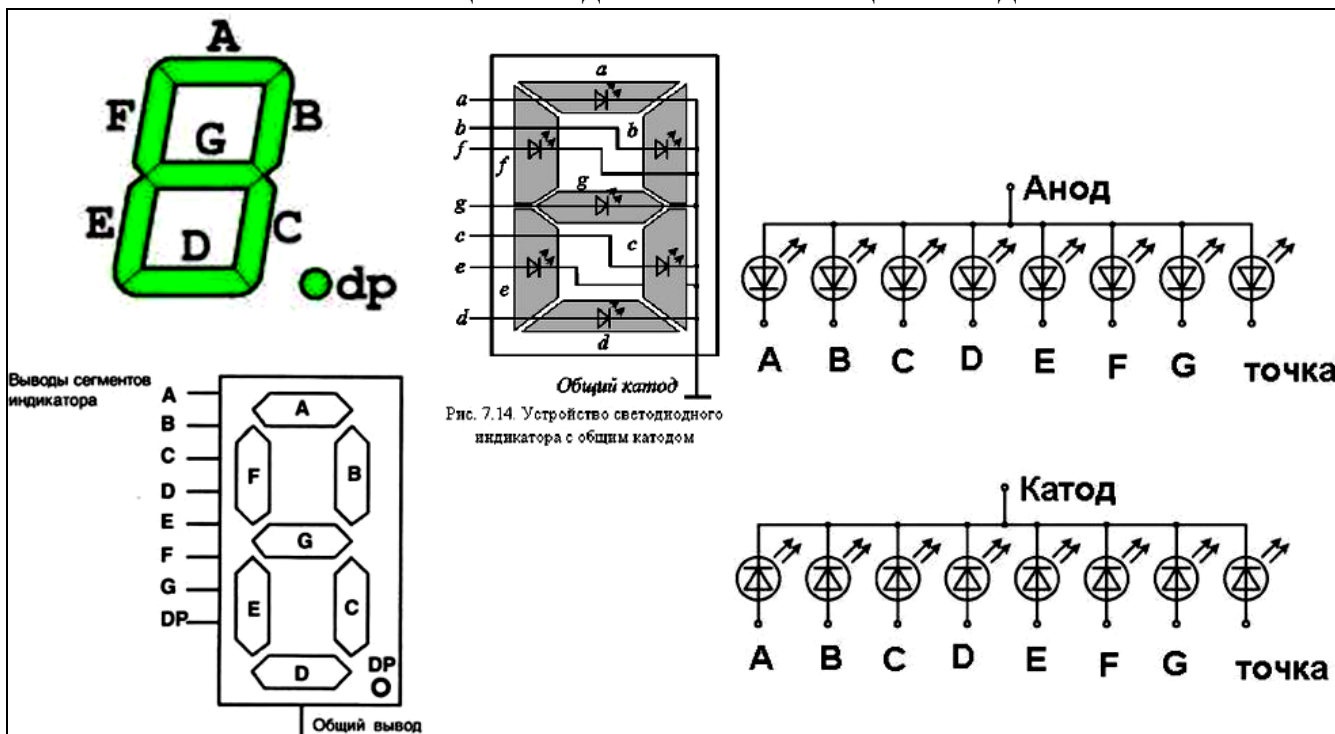 A
F
B
G
E
C
D
dp
a
a
b
b
f
f
g
g
c
c
e
e
d
d
Общий катод
Рис. 7.14. Устройство светодиодного
индикатора с общим катодом
Анод
A B C D E F G точка
Выводы сегментов
индикатора
A
B
C
D
E
F
G
DP
A
F
B
G
E
C
D
DP
Общий вывод
Катод
A B C D E F G точка